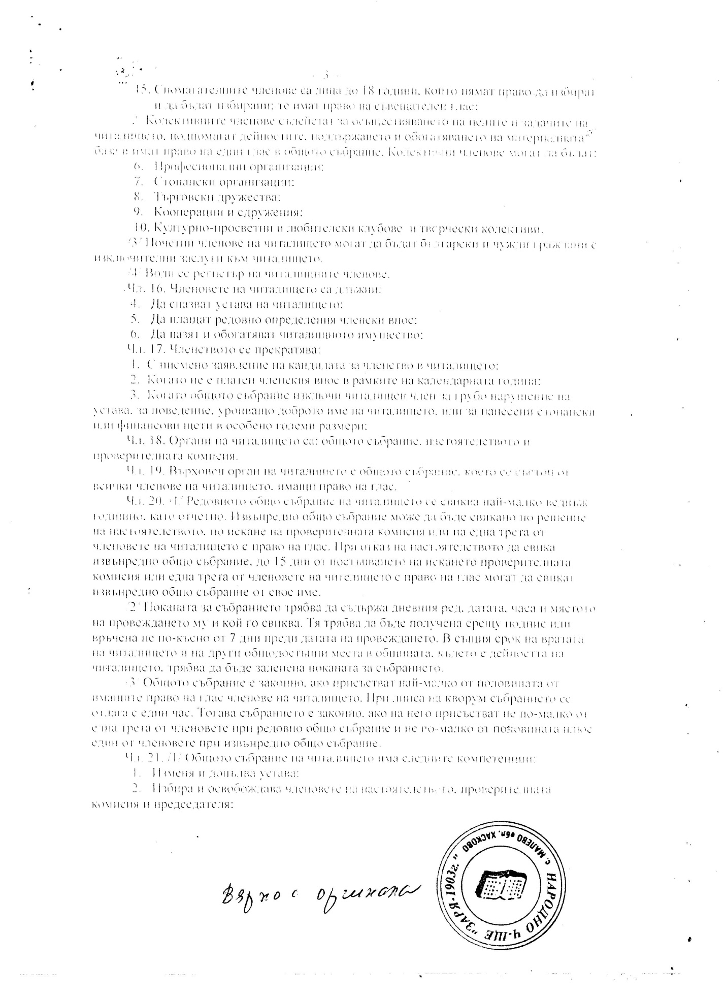 - 3 -
15. Спомагателните членове са лица до 18 години, които нямат право да избират
и да бъдат избирани; те имат право на съвещателен глас;
Колективните членове съдейстат за осъществяването на целите и задачите на
читалището, подпомагат дейностите, поддържането и обогатяването на материалната
база и имат право на един глас в общото събрание. Колективни членове могат да бъдат:
6. Професионални организации;
7. Стопански организации;
8. Търговски дружества;
9. Кооперации и сдружения;
10. Културно-просветни и любителски клубове и творчески колективи.
/3/ Почетни членове на читалището могат да бъдат български и чужди граждани с
изключителни заслуги към читалището.
/4/ Води се регистър на читалищните членове.
Чл. 16. Членовете на читалището са длъжни:
4. Да спазват устава на читалището;
5. Да плащат редовно определения членски внос;
6. Да пазят и обогатяват читалищното имущество;
Чл. 17. Членството се прекратява:
1. С писмено заявление на кандидата за членство в читалището;
2. Когато не е платен членския внос в рамките на календарната година;
3. Когато общото събрание изключи читалищен член за грубо нарушение на
устава, за поведение, уронващо доброто име на читалището, или за нанесени стопански
или финансови щети в особено големи размери;
Чл. 18. Органи на читалището са: общото събрание, настоятелството и
проверителната комисия.
Чл. 19. Върховен орган на читалището е общото събрание, което се състои от
всички членове на читалището, имащи право на глас.
Чл. 20. /1/ Редовното общо събрание на читалището се свиква най-малко веднъж
годишно, като отчетно. Извънредно общо събрание може да бъде свикано по решение
на настоятелството, по искане на проверителната комисия или на една трета от
членовете на читалището с право на глас. При отказ на настоятелството да свика
извънредно общо събрание, до 15 дни от постъпването на искането проверителната
комисия или една трета от членовете на чителището с право на глас могат да свикат
извънредно общо събрание от свое име.
/2/ Поканата за събранието трябва да съдържа дневния ред, датата, часа и мястото
на провеждането му и кой го свиква. Тя трябва да бъде получена срещу подпис или
връчена не по-късно от 7 дни преди датата на провеждането. В същия срок на вратата
на читалището и на други общодостъпни места в общината, където е дейността на
читалището, трябва да бъде залепена поканата за събранието.
/3/ Общото събрание е законно, ако присъстват най-малко от половината от
имащите право на глас членове на читалището. При липса на кворум събранието се
отлага с един час. Тогава събранието е законно, ако на него присъстват не по-малко от
една трета от членовете при редовно общо събрание и не по-малко от половината плюс
един от членовете при извънредно общо събрание.
Чл. 21. /1/ Общото събрание на читалището има следните компетенции:
1. Изменя и допълва устава;
2. Избира и освобождава членовете на настоятелството, проверителната
комисия и председателя;
Вярно с оригинала
НАРОДНО Ч-ЩЕ "ЗАРЯ-1903г."
с. МАЛЕВО обл. ХАСКОВО